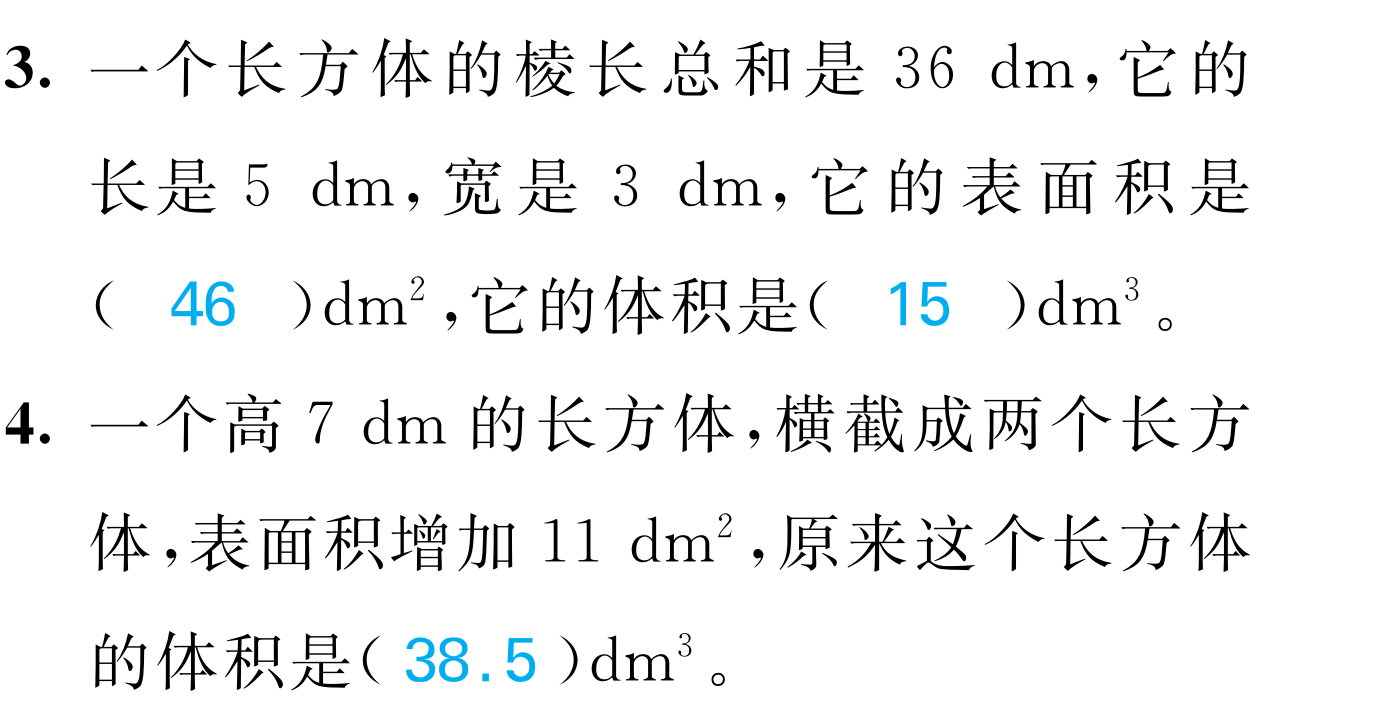 3. 一个长方体的棱长总和是 36 dm,它的
长是 5 dm,宽是 3 dm,它的表面积是
( 46 )dm²,它的体积是( 15 )dm³。
4. 一个高 7 dm 的长方体,横截成两个长方
体,表面积增加 11 dm²,原来这个长方体
的体积是( 38.5 )dm³。